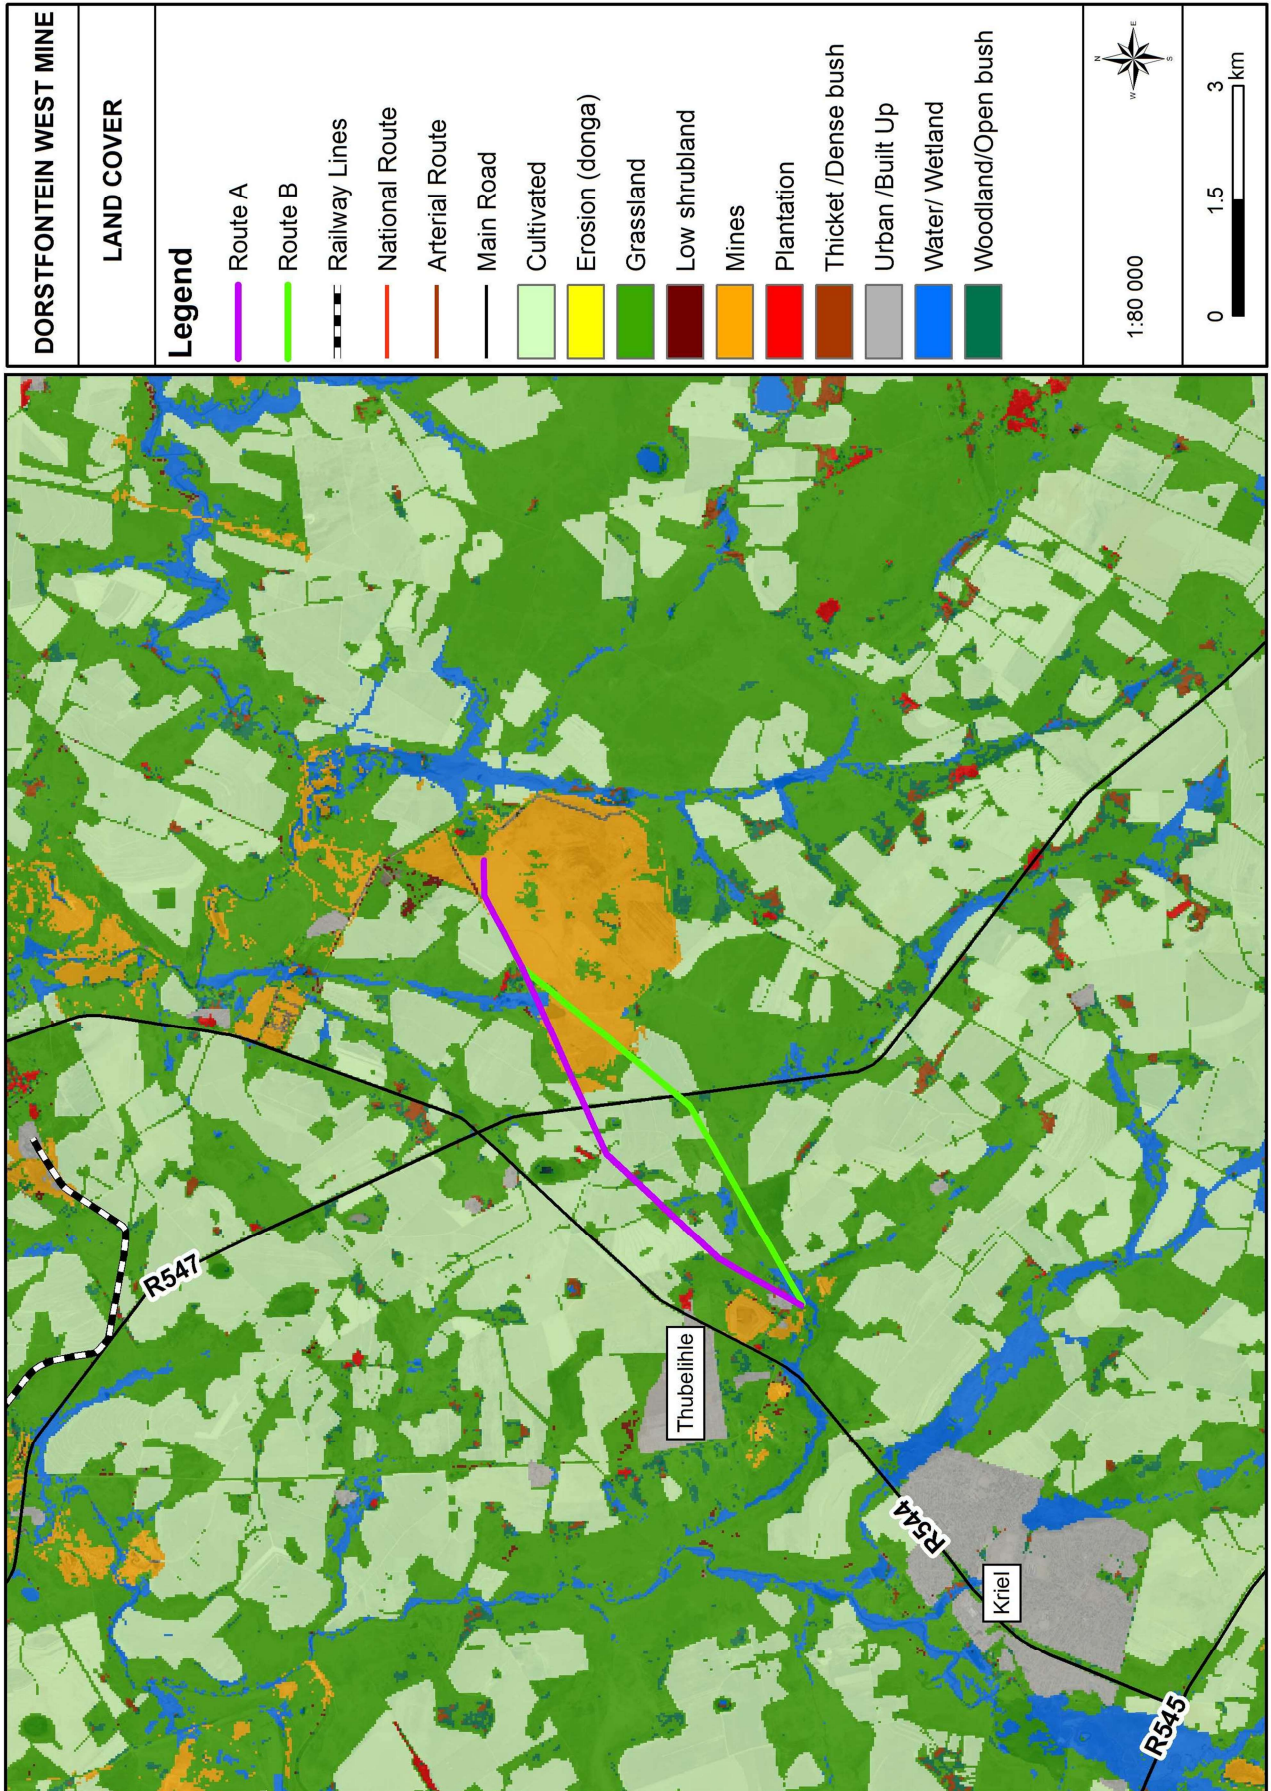 DORSTFONTEIN WEST MINE
LAND COVER
Legend
Route A
Route B
Railway Lines
National Route
Arterial Route
Main Road
Cultivated
Erosion (donga)
Grassland
Low shrubland
Mines
Plantation
Thicket /Dense bush
Urban /Built Up
Water/ Wetland
Woodland/Open bush
N
E
S
W
1:80 000
0 1.5 3
km
R547
Thubelihle
R544
Kriel
R545